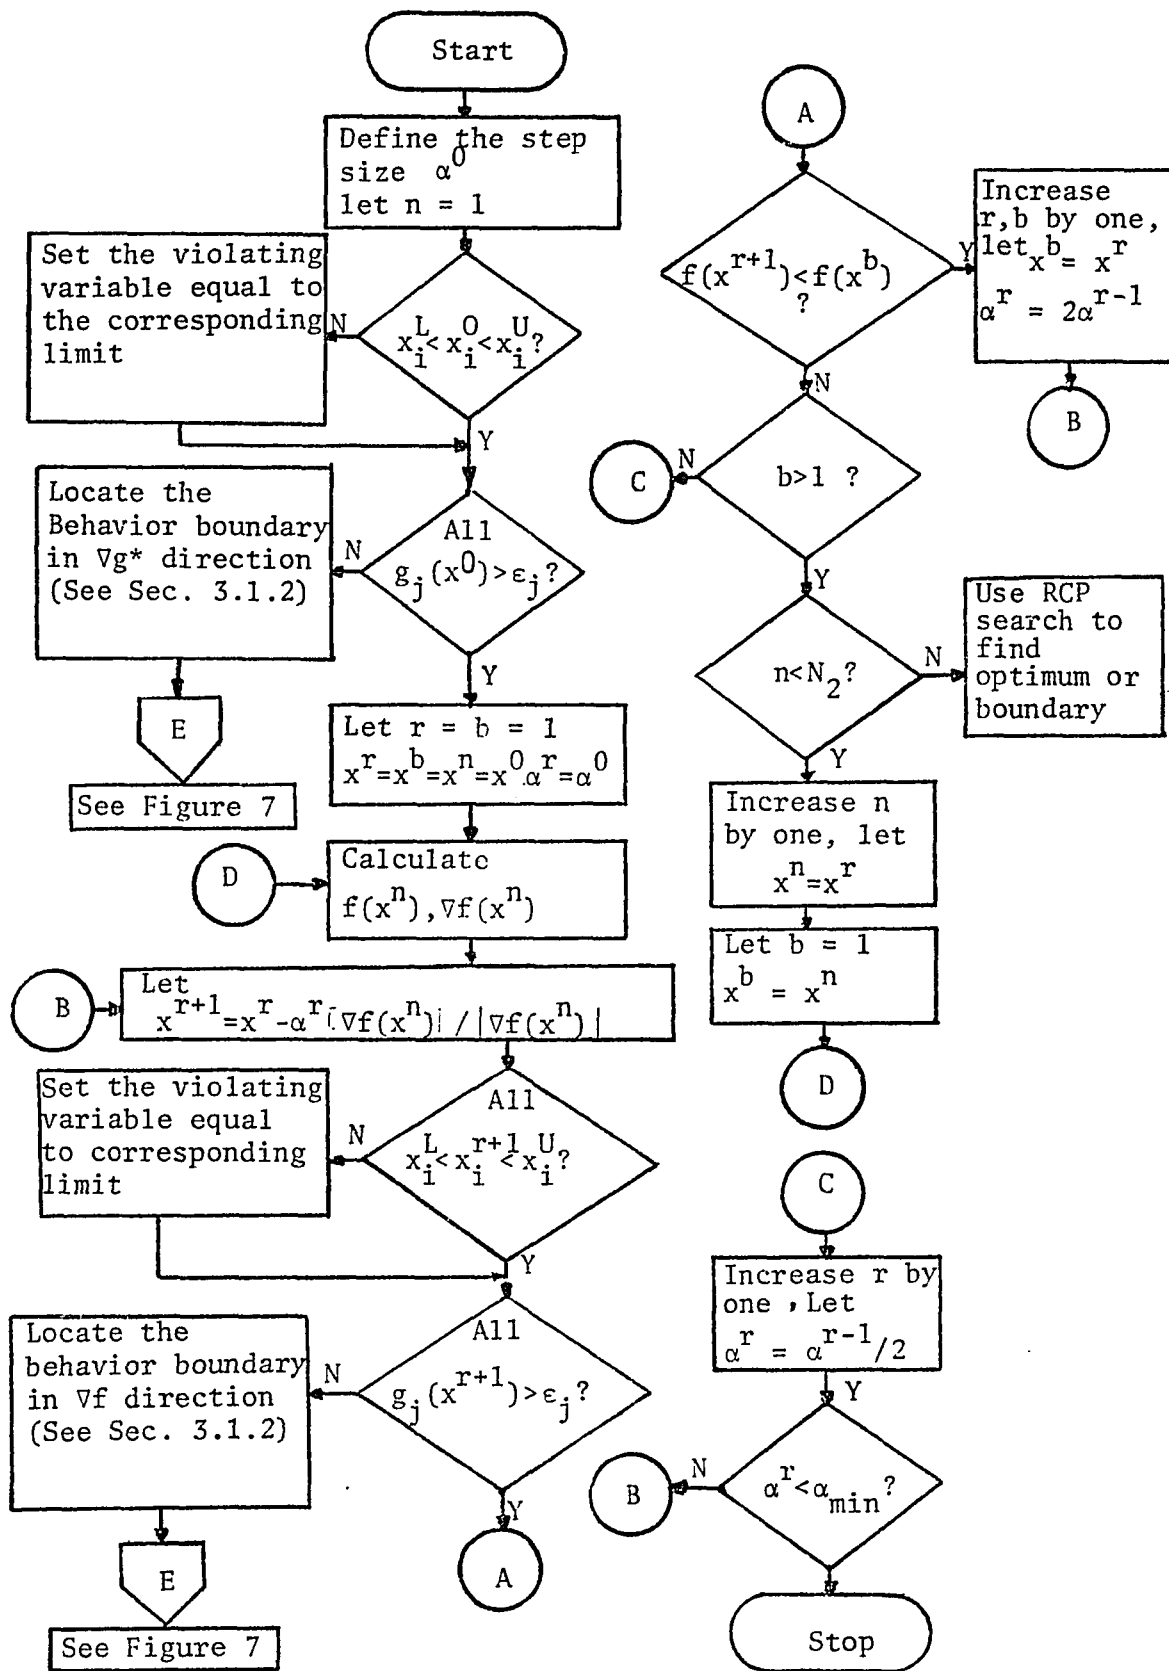 Start
Define the step
size α^0
let n = 1
Set the violating
variable equal to
the corresponding
limit
N
x_i^L<x_i^O<x_i^U?
Y
Locate the
Behavior boundary
in ∇g* direction
(See Sec. 3.1.2)
N
All
g_j(x^0)>ε_j?
Y
E
See Figure 7
Let r = b = 1
x^r=x^b=x^n=x^0.α^r=α^0
D
Calculate
f(x^n),∇f(x^n)
B
Let
x^{r+1}=x^r-α^r[∇f(x^n)]/|∇f(x^n)|
Set the violating
variable equal
to corresponding
limit
N
All
x_i^L<x_i^{r+1}<x_i^U?
Y
Locate the
behavior boundary
in ∇f direction
(See Sec. 3.1.2)
N
All
g_j(x^{r+1})>ε_j?
Y
E
See Figure 7
A
A
f(x^{r+1})<f(x^b)
?
Y
Increase
r,b by one,
let x^b= x^r
α^r = 2α^{r-1}
B
N
b>1 ?
N
C
Y
n<N_2?
N
Use RCP
search to
find
optimum or
boundary
Y
Increase n
by one, let
x^n=x^r
Let b = 1
x^b = x^n
D
C
Increase r by
one , Let
α^r = α^{r-1}/2
Y
α^r<α_min?
N
B
Stop